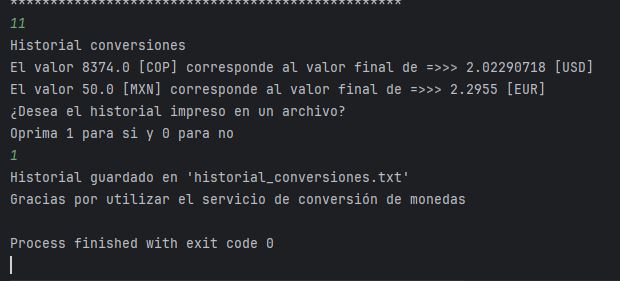 *************************************************
11
Historial conversiones
El valor 8374.0 [COP] corresponde al valor final de =>>> 2.02290718 [USD]
El valor 50.0 [MXN] corresponde al valor final de =>>> 2.2955 [EUR]
¿Desea el historial impreso en un archivo?
Oprima 1 para si y 0 para no
1
Historial guardado en 'historial_conversiones.txt'
Gracias por utilizar el servicio de conversión de monedas
Process finished with exit code 0